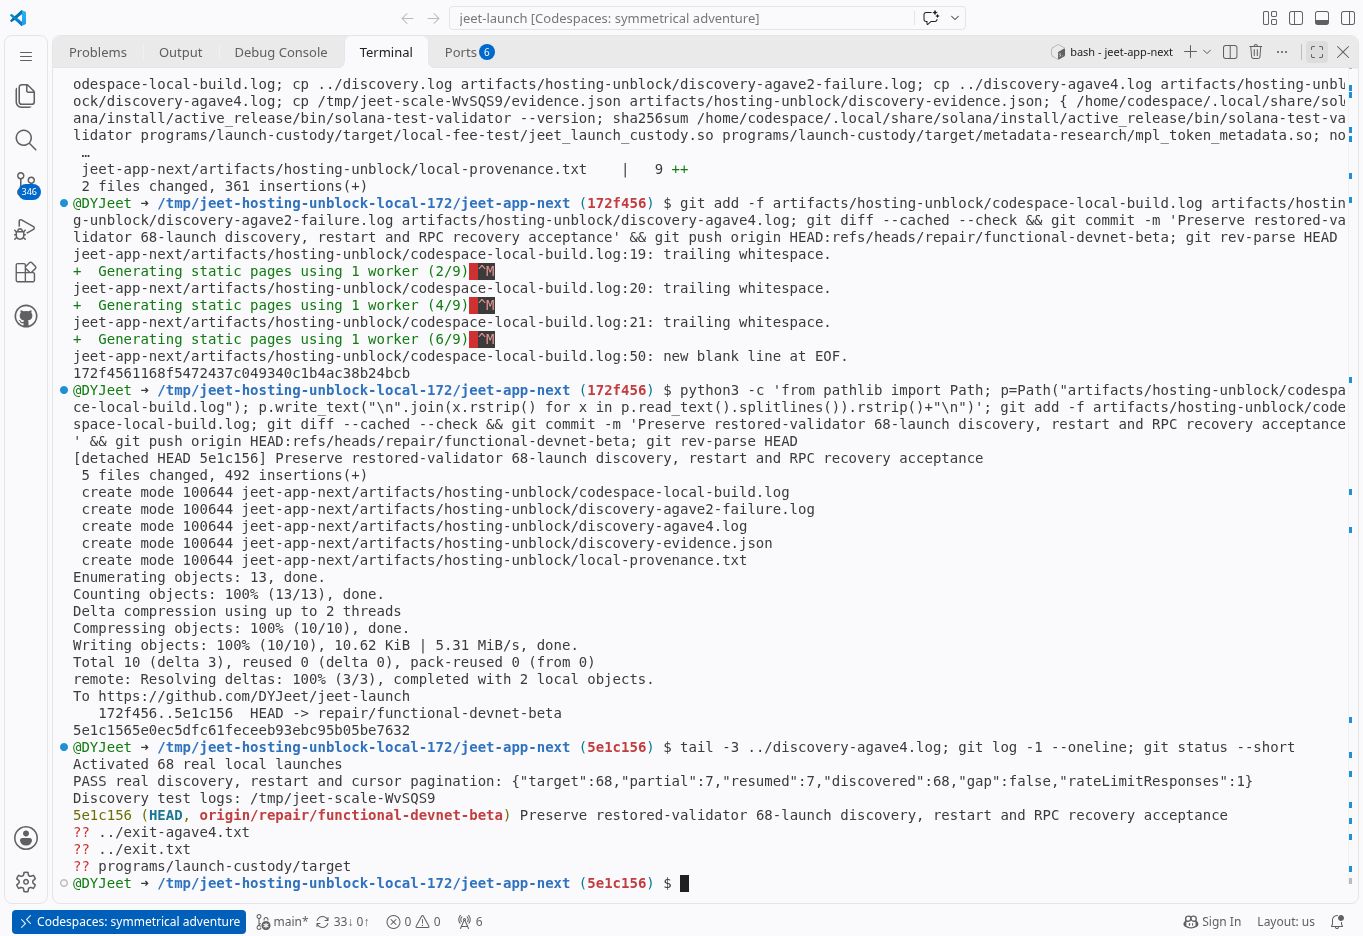 jeet-launch [Codespaces: symmetrical adventure]
Problems Output Debug Console Terminal Ports 6
bash - jeet-app-next
odespace-local-build.log; cp ../discovery.log artifacts/hosting-unblock/discovery-agave2-failure.log; cp ../discovery-agave4.log artifacts/hosting-unbl
ock/discovery-agave4.log; cp /tmp/jeet-scale-WvSQS9/evidence.json artifacts/hosting-unblock/discovery-evidence.json; { /home/codespace/.local/share/sol
ana/install/active_release/bin/solana-test-validator --version; sha256sum /home/codespace/.local/share/solana/install/active_release/bin/solana-test-va
lidator programs/launch-custody/target/local-fee-test/jeet_launch_custody.so programs/launch-custody/target/metadata-research/mpl_token_metadata.so; no
…
jeet-app-next/artifacts/hosting-unblock/local-provenance.txt    |   9 ++
2 files changed, 361 insertions(+)
@DYJeet ➜ /tmp/jeet-hosting-unblock-local-172/jeet-app-next (172f456) $ git add -f artifacts/hosting-unblock/codespace-local-build.log artifacts/hostin
g-unblock/discovery-agave2-failure.log artifacts/hosting-unblock/discovery-agave4.log; git diff --cached --check && git commit -m 'Preserve restored-va
lidator 68-launch discovery, restart and RPC recovery acceptance' && git push origin HEAD:refs/heads/repair/functional-devnet-beta; git rev-parse HEAD
jeet-app-next/artifacts/hosting-unblock/codespace-local-build.log:19: trailing whitespace.
+  Generating static pages using 1 worker (2/9) ^M
jeet-app-next/artifacts/hosting-unblock/codespace-local-build.log:20: trailing whitespace.
+  Generating static pages using 1 worker (4/9) ^M
jeet-app-next/artifacts/hosting-unblock/codespace-local-build.log:21: trailing whitespace.
+  Generating static pages using 1 worker (6/9) ^M
jeet-app-next/artifacts/hosting-unblock/codespace-local-build.log:50: new blank line at EOF.
172f4561168f5472437c049340c1b4ac38b24bcb
@DYJeet ➜ /tmp/jeet-hosting-unblock-local-172/jeet-app-next (172f456) $ python3 -c 'from pathlib import Path; p=Path("artifacts/hosting-unblock/codespa
ce-local-build.log"); p.write_text("\n".join(x.rstrip() for x in p.read_text().splitlines()).rstrip()+"\n")'; git add -f artifacts/hosting-unblock/code
space-local-build.log; git diff --cached --check && git commit -m 'Preserve restored-validator 68-launch discovery, restart and RPC recovery acceptance
' && git push origin HEAD:refs/heads/repair/functional-devnet-beta; git rev-parse HEAD
[detached HEAD 5e1c156] Preserve restored-validator 68-launch discovery, restart and RPC recovery acceptance
5 files changed, 492 insertions(+)
create mode 100644 jeet-app-next/artifacts/hosting-unblock/codespace-local-build.log
create mode 100644 jeet-app-next/artifacts/hosting-unblock/discovery-agave2-failure.log
create mode 100644 jeet-app-next/artifacts/hosting-unblock/discovery-agave4.log
create mode 100644 jeet-app-next/artifacts/hosting-unblock/discovery-evidence.json
create mode 100644 jeet-app-next/artifacts/hosting-unblock/local-provenance.txt
Enumerating objects: 13, done.
Counting objects: 100% (13/13), done.
Delta compression using up to 2 threads
Compressing objects: 100% (10/10), done.
Writing objects: 100% (10/10), 10.62 KiB | 5.31 MiB/s, done.
Total 10 (delta 3), reused 0 (delta 0), pack-reused 0 (from 0)
remote: Resolving deltas: 100% (3/3), completed with 2 local objects.
To https://github.com/DYJeet/jeet-launch
172f456..5e1c156  HEAD -> repair/functional-devnet-beta
5e1c1565e0ec5dfc61feceeb93ebc95b05be7632
@DYJeet ➜ /tmp/jeet-hosting-unblock-local-172/jeet-app-next (5e1c156) $ tail -3 ../discovery-agave4.log; git log -1 --oneline; git status --short
Activated 68 real local launches
PASS real discovery, restart and cursor pagination: {"target":68,"partial":7,"resumed":7,"discovered":68,"gap":false,"rateLimitResponses":1}
Discovery test logs: /tmp/jeet-scale-WvSQS9
5e1c156 (HEAD, origin/repair/functional-devnet-beta) Preserve restored-validator 68-launch discovery, restart and RPC recovery acceptance
?? ../exit-agave4.txt
?? ../exit.txt
?? programs/launch-custody/target
@DYJeet ➜ /tmp/jeet-hosting-unblock-local-172/jeet-app-next (5e1c156) $
346
Codespaces: symmetrical adventure main* 33↓ 0↑ 0 0 6 Sign In Layout: us